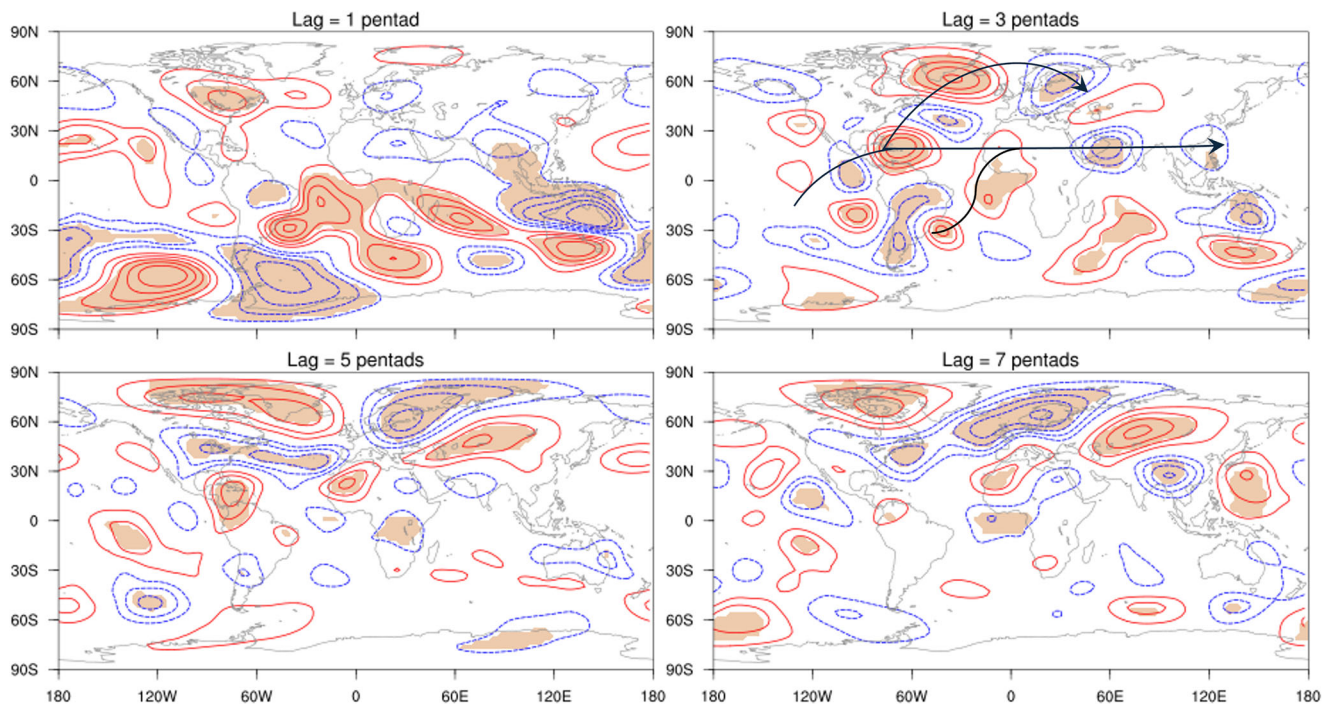 Lag = 1 pentad
Lag = 3 pentads
90N
60N
30N
0
30S
60S
90S
90N
60N
30N
0
30S
60S
90S
Lag = 5 pentads
Lag = 7 pentads
90N
60N
30N
0
30S
60S
90S
90N
60N
30N
0
30S
60S
90S
180 120W 60W 0 60E 120E 180
180 120W 60W 0 60E 120E 180